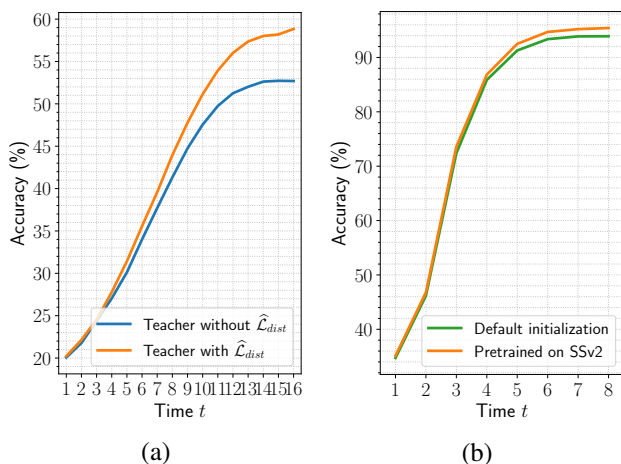 60
55
50
45
40
35
30
25
20
Accuracy (%)
Teacher without $\widehat{\mathcal{L}}_{dist}$
Teacher with $\widehat{\mathcal{L}}_{dist}$
1 2 3 4 5 6 7 8 9 10 11 12 13 14 15 16
Time t
(a)
90
80
70
60
50
40
Accuracy (%)
Default initialization
Pretrained on SSv2
1 2 3 4 5 6 7 8
Time t
(b)